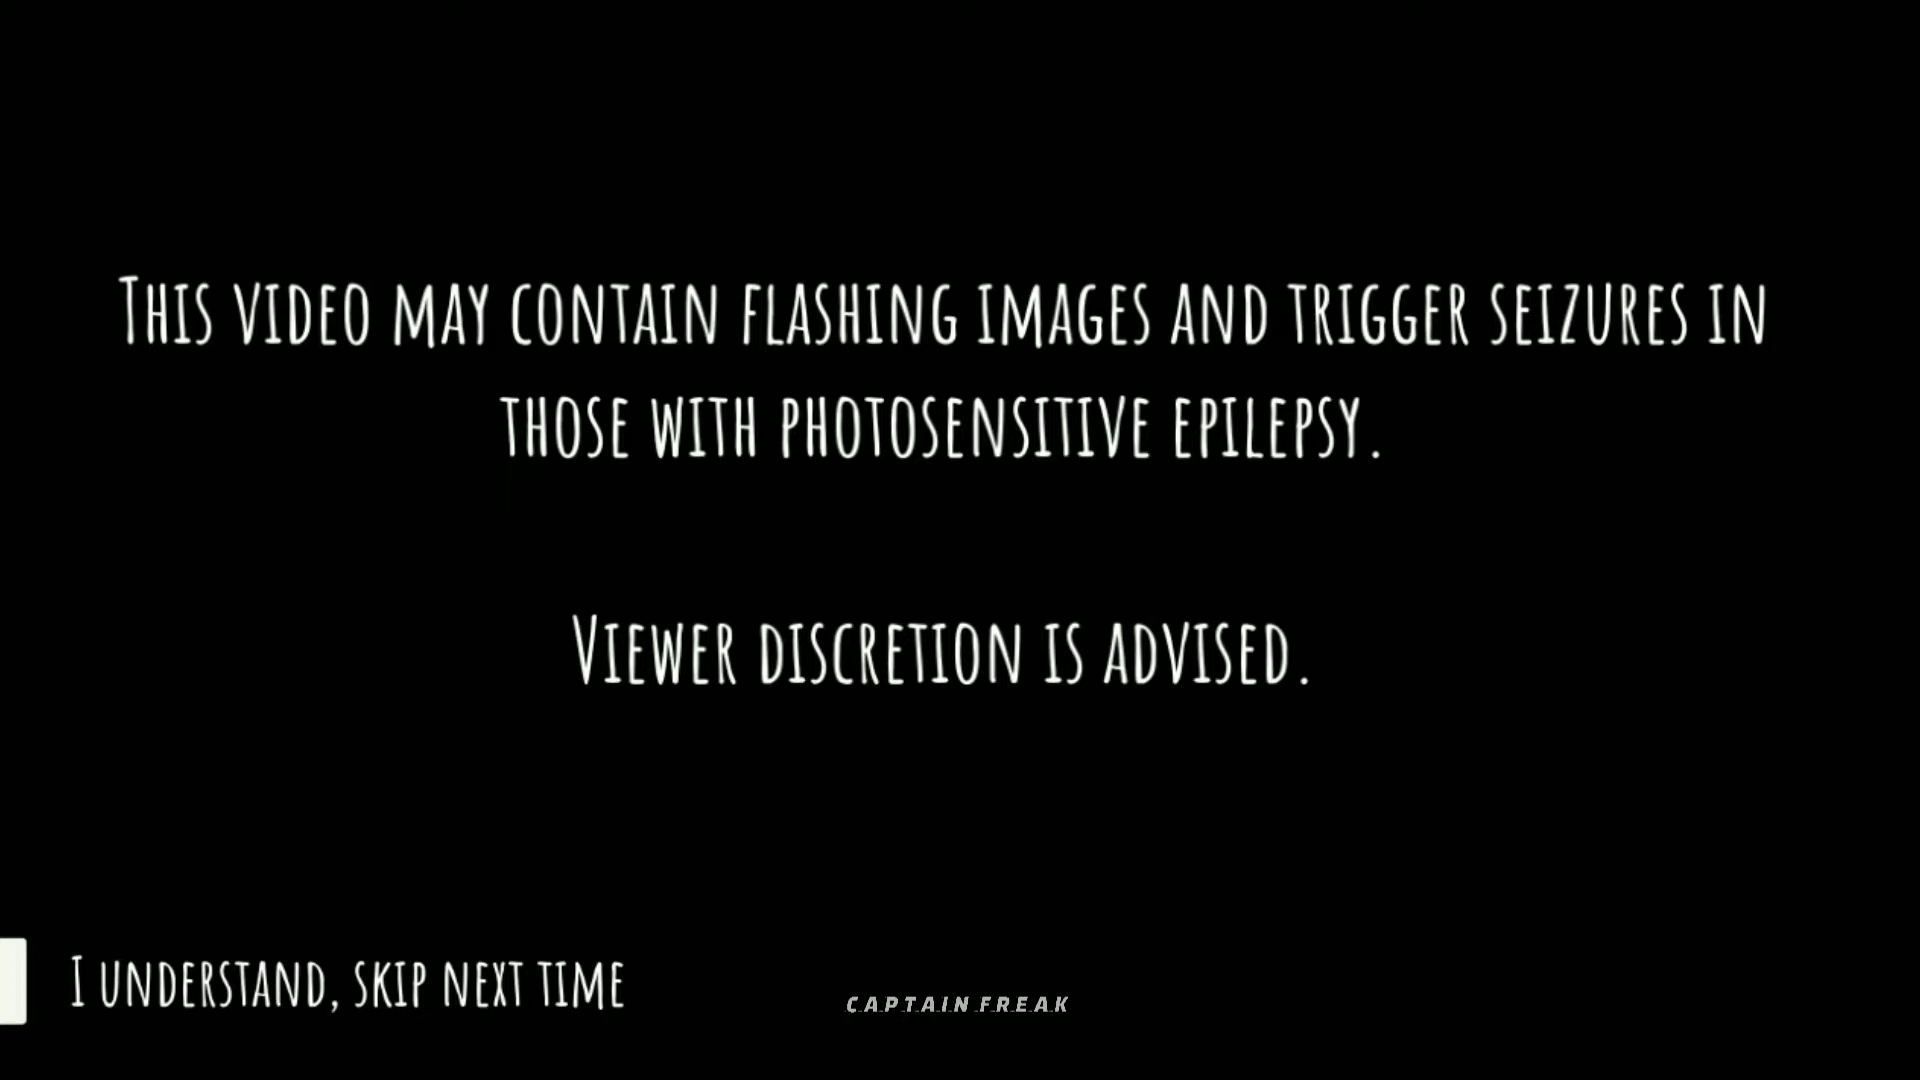 This video may contain flashing images and trigger seizures in
those with photosensitive epilepsy.
Viewer discretion is advised.
I understand, skip next time
CAPTAIN FREAK